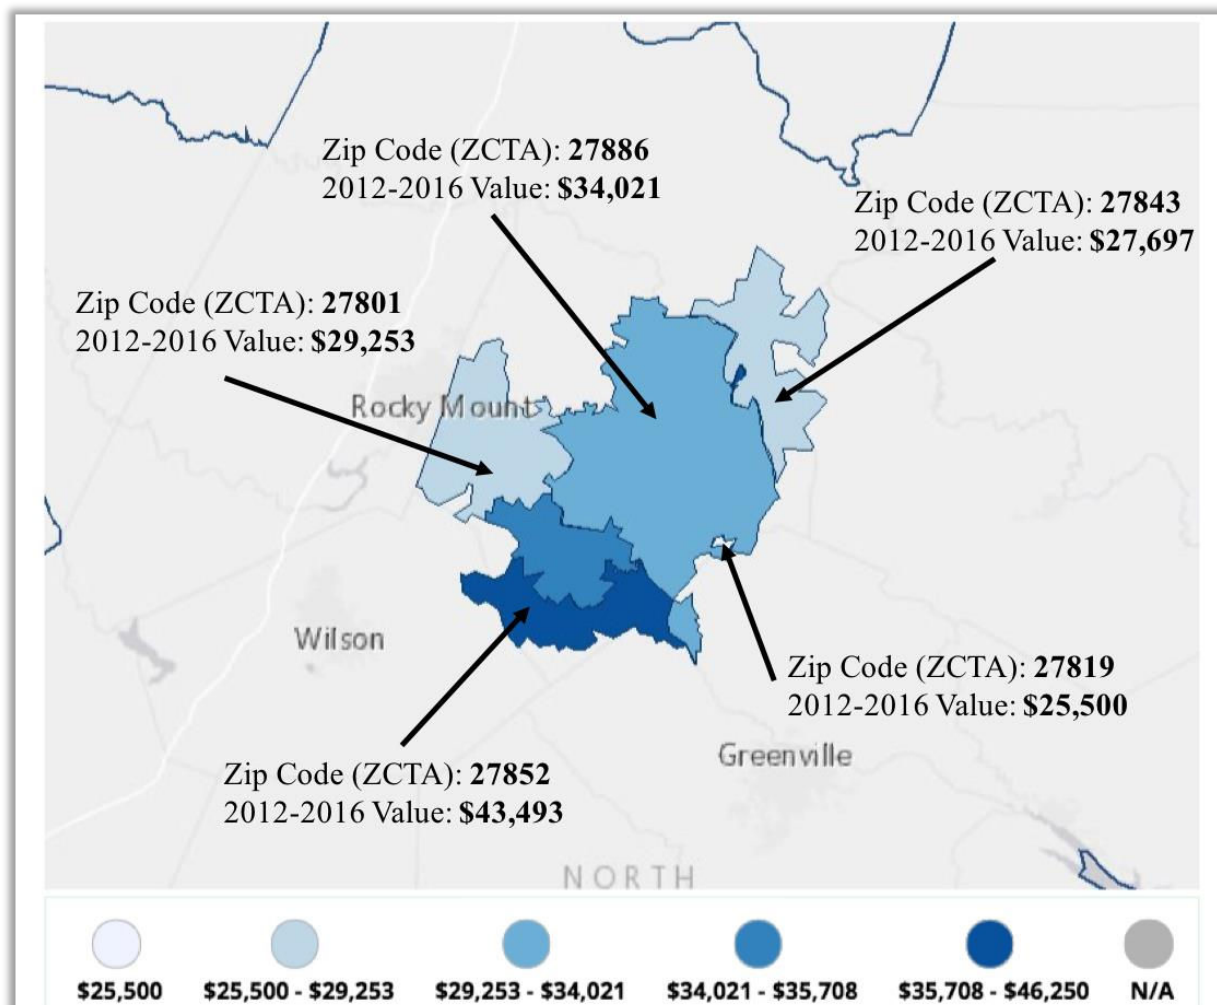 Zip Code (ZCTA): 27886
2012-2016 Value: $34,021
Zip Code (ZCTA): 27843
2012-2016 Value: $27,697
Zip Code (ZCTA): 27801
2012-2016 Value: $29,253
Rocky Mount
Wilson
Zip Code (ZCTA): 27819
2012-2016 Value: $25,500
Greenville
Zip Code (ZCTA): 27852
2012-2016 Value: $43,493
NORTH
$25,500
$25,500 - $29,253
$29,253 - $34,021
$34,021 - $35,708
$35,708 - $46,250
N/A